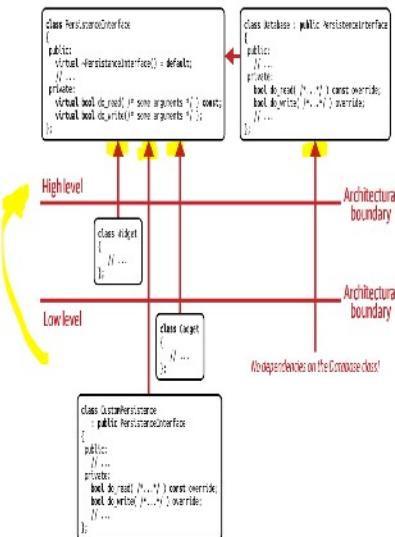 class PersistenceInterface
{
public:
virtual ~PersistanceInterface() = default;
// ...
private:
virtual bool do_read( /* some arguments */ ) const;
virtual bool do_write(/* some arguments */ );
};
class Database : public PersistenceInterface
{
public:
// ...
private:
bool do_read( /*...*/ ) const override;
bool do_write( /*...*/ ) override;
// ...
};
High level
Architectura
boundary
class Widget
{
// ...
};
Architectura
boundary
Low level
class Gadget
{
// ...
};
No dependencies on the Database class!
class CustomPersistence
: public PersistenceInterface
{
public:
// ...
private:
bool do_read( /*...*/ ) const override;
bool do_write( /*...*/ ) override;
// ...
};